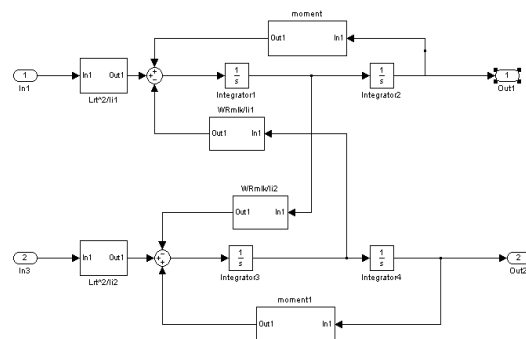 moment
Out1 In1
1
In1
In1 Out1
Lrt^2/Ii1
1
s
Integrator1
1
s
Integrator2
1
Out1
WRmlk/Ii1
Out1 In1
WRmlk/Ii2
Out1 In1
2
In3
In1 Out1
Lrt^2/Ii2
1
s
Integrator3
1
s
Integrator4
2
Out2
moment1
Out1 In1